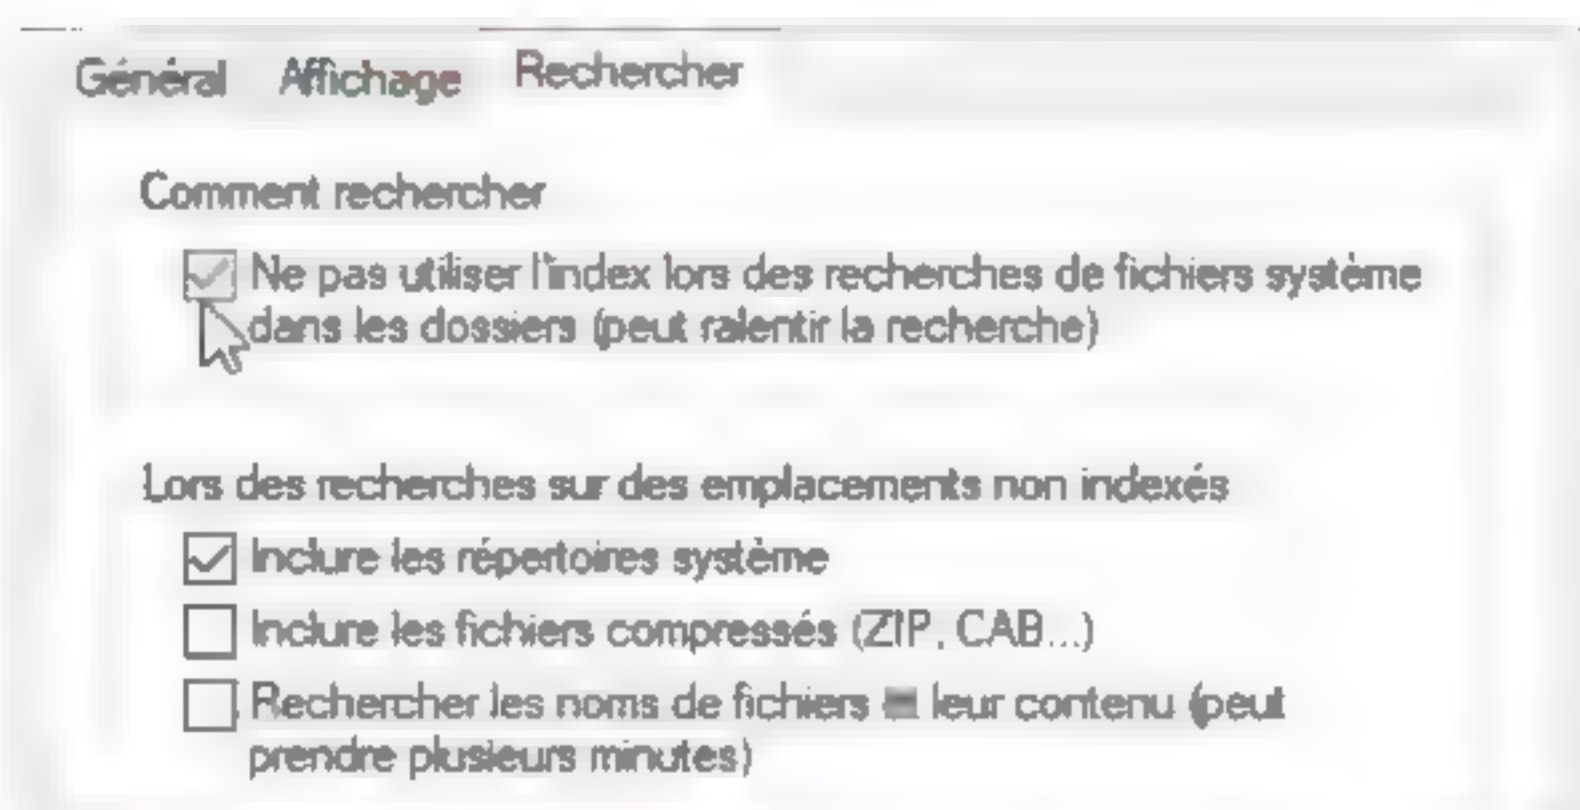 Général Affichage Rechercher
Comment rechercher
Ne pas utiliser l'index lors des recherches de fichiers système
dans les dossiers (peut ralentir la recherche)
Lors des recherches sur des emplacements non indexés
Inclure les répertoires système
Inclure les fichiers compressés (ZIP, CAB...)
Rechercher les noms de fichiers et leur contenu (peut
prendre plusieurs minutes)